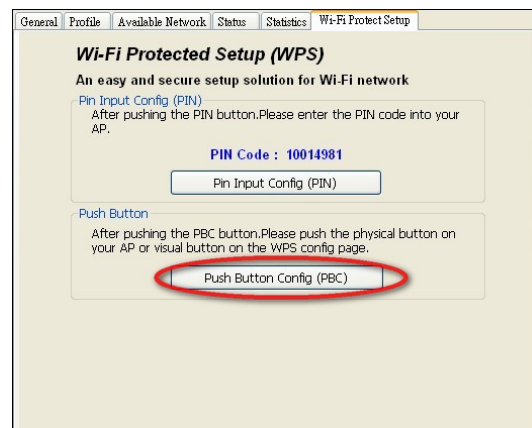 General Profile Available Network Status Statistics Wi-Fi Protect Setup
Wi-Fi Protected Setup (WPS)
An easy and secure setup solution for Wi-Fi network
Pin Input Config (PIN)
After pushing the PIN button.Please enter the PIN code into your
AP.
PIN Code : 10014981
Pin Input Config (PIN)
Push Button
After pushing the PBC button.Please push the physical button on
your AP or visual button on the WPS config page.
Push Button Config (PBC)